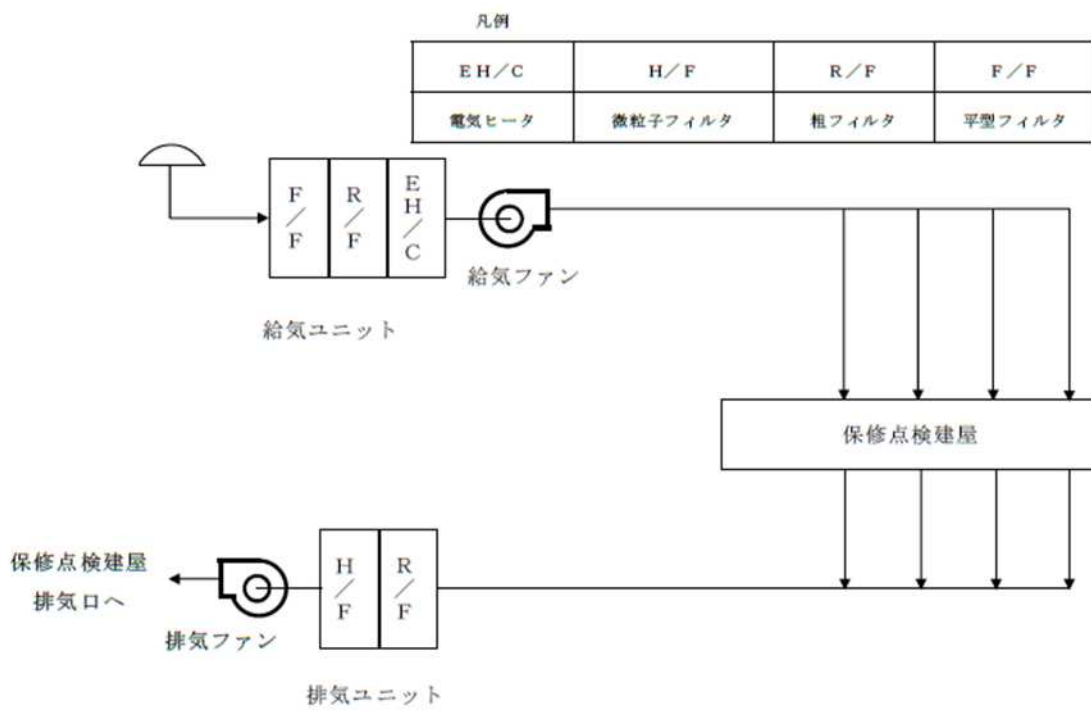 凡例
EH/C H/F R/F F/F
電気ヒータ 微粒子フィルタ 粗フィルタ 平型フィルタ
F/F
R/F
EH/C
給気ファン
給気ユニット
保修点検建屋
保修点検建屋
排気口へ
H/F
R/F
排気ファン
排気ユニット